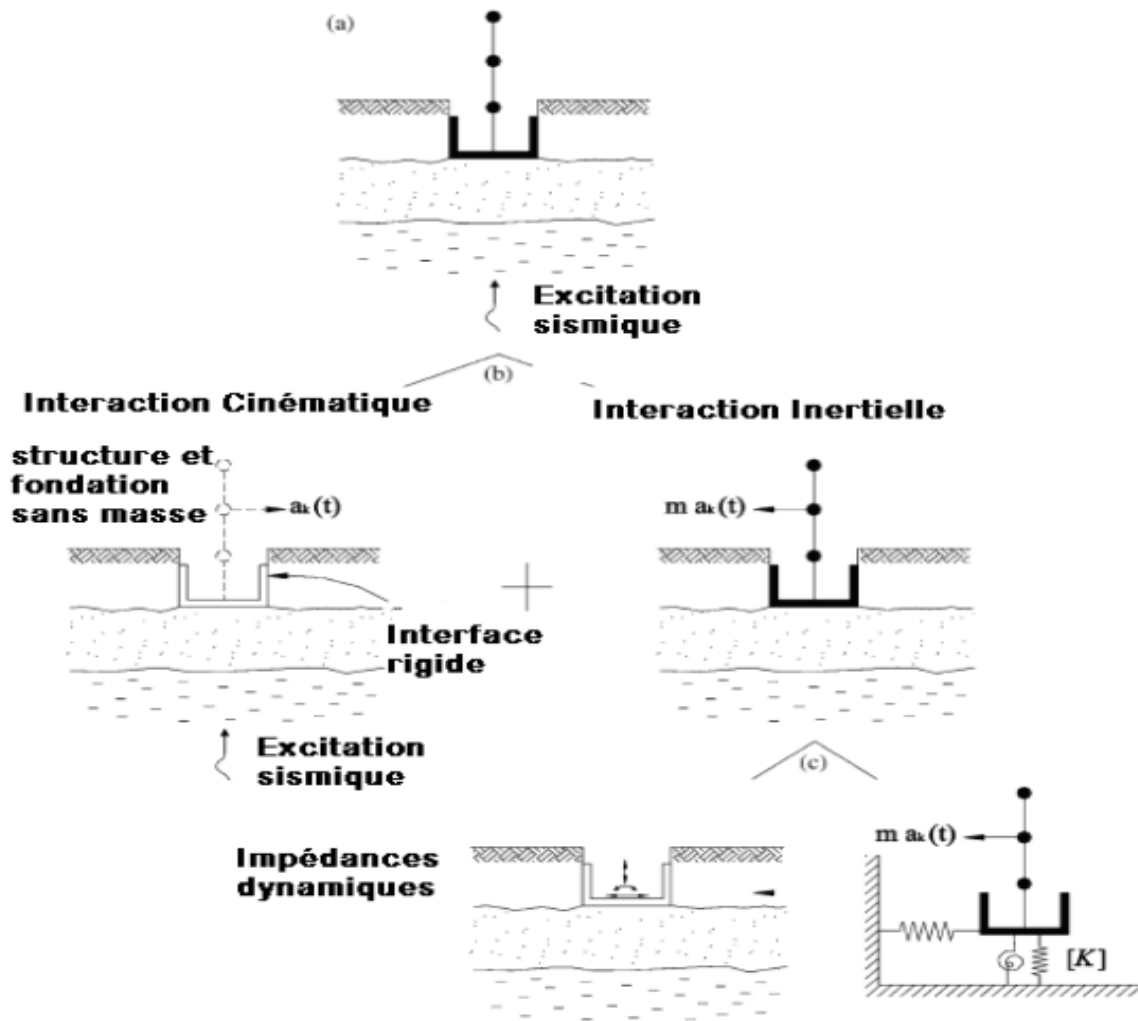 (a)
Excitation
sismique
(b)
Interaction Cinématique
Interaction Inertielle
structure et
fondation
sans masse
aₖ(t)
m aₖ(t)
Interface
rigide
Excitation
sismique
(c)
m aₖ(t)
Impédances
dynamiques
[K]